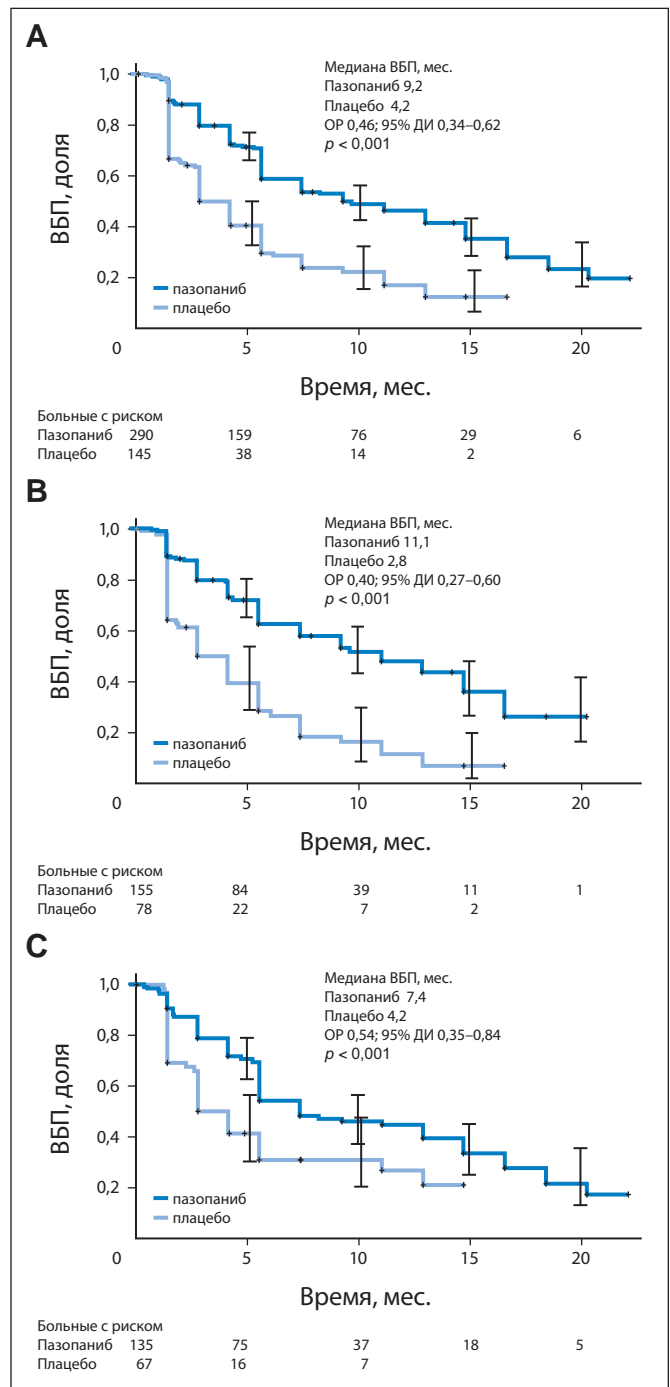 A
Медиана ВБП, мес.
Пазопаниб 9,2
Плацебо 4,2
ОР 0,46; 95% ДИ 0,34–0,62
p < 0,001
ВБП, доля
1,0
0,8
0,6
0,4
0,2
пазопаниб
плацебо
0 5 10 15 20
Время, мес.
Больные с риском
Пазопаниб 290 159 76 29 6
Плацебо 145 38 14 2
B
Медиана ВБП, мес.
Пазопаниб 11,1
Плацебо 2,8
ОР 0,40; 95% ДИ 0,27–0,60
p < 0,001
ВБП, доля
1,0
0,8
0,6
0,4
0,2
пазопаниб
плацебо
0 5 10 15 20
Время, мес.
Больные с риском
Пазопаниб 155 84 39 11 1
Плацебо 78 22 7 2
C
Медиана ВБП, мес.
Пазопаниб 7,4
Плацебо 4,2
ОР 0,54; 95% ДИ 0,35–0,84
p < 0,001
ВБП, доля
1,0
0,8
0,6
0,4
0,2
пазопаниб
плацебо
0 5 10 15 20
Время, мес.
Больные с риском
Пазопаниб 135 75 37 18 5
Плацебо 67 16 7